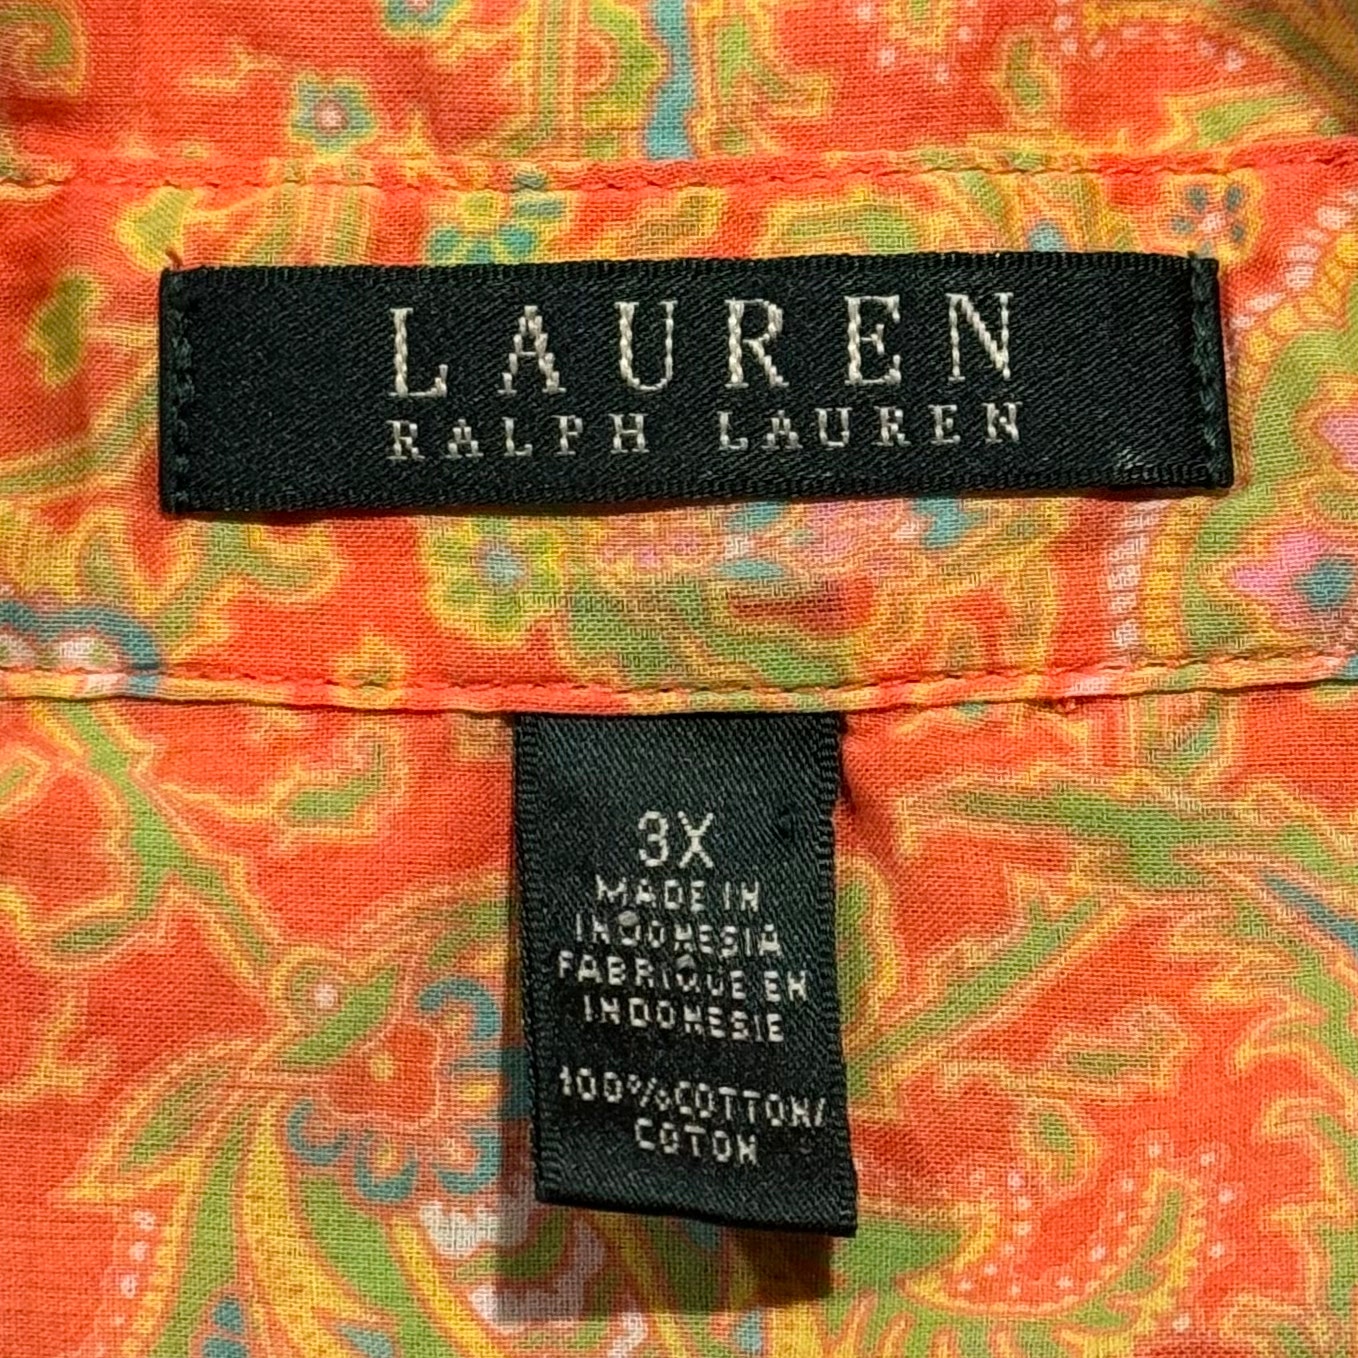 LAUREN
RALPH LAUREN
3X
MADE IN
INDONESIA
FABRIQUE EN
INDONESIE
100%COTTON/
COTON